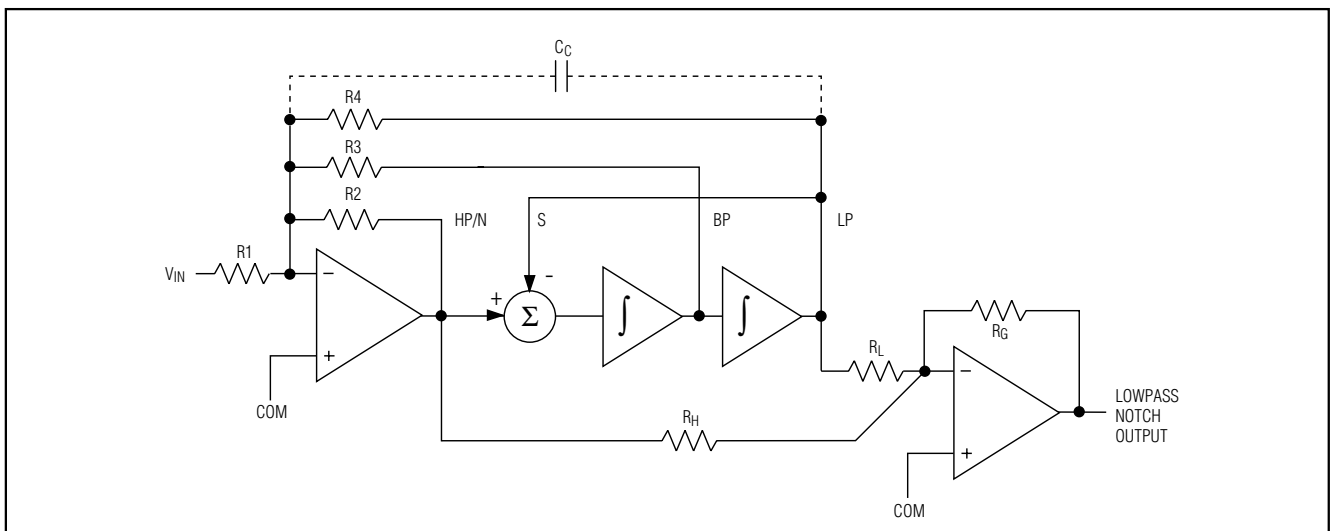 C_C
R4
R3
R2
HP/N
S
BP
LP
R1
V_IN
−
-
+
Σ
∫
∫
+
COM
R_L
R_G
−
R_H
+
COM
LOWPASS
NOTCH
OUTPUT